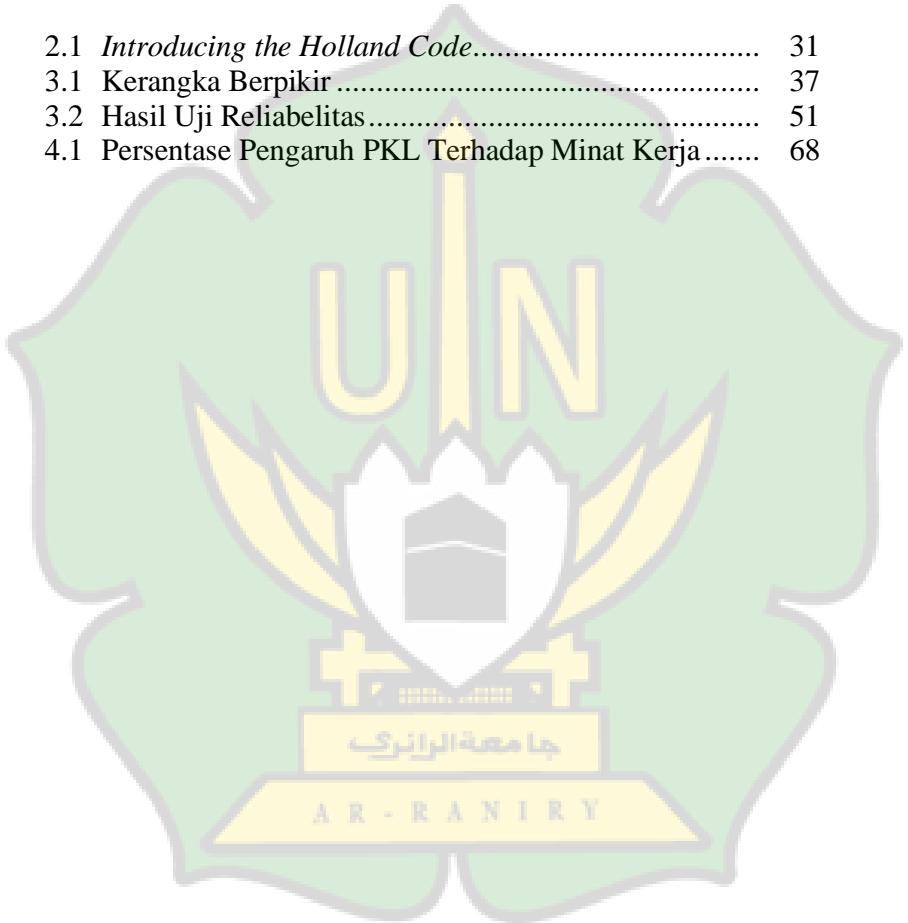 2.1 Introducing the Holland Code.................................... 31
3.1 Kerangka Berpikir..................................................... 37
3.2 Hasil Uji Reliabelitas................................................. 51
4.1 Persentase Pengaruh PKL Terhadap Minat Kerja....... 68
UIN
جامعة الرانري
AR-RANIRY